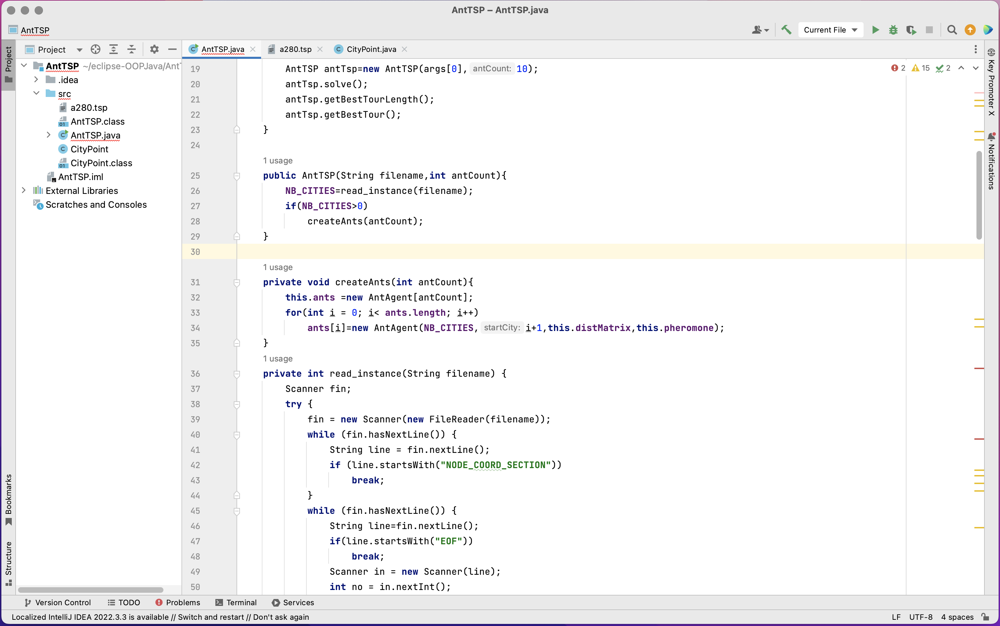 AntTSP – AntTSP.java
AntTSP
Current File
Project
AntTSP.java
a280.tsp
CityPoint.java
Project
AntTSP ~/eclipse-OOPJava/Ant
.idea
src
a280.tsp
AntTSP.class
AntTSP.java
CityPoint
CityPoint.class
AntTSP.iml
External Libraries
Scratches and Consoles
Bookmarks
Structure
2 15 2
19 AntTSP antTsp=new AntTSP(args[0], antCount: 10);
20 antTsp.solve();
21 antTsp.getBestTourLength();
22 antTsp.getBestTour();
23 }
24
1 usage
25 public AntTSP(String filename,int antCount){
26 NB_CITIES=read_instance(filename);
27 if(NB_CITIES>0)
28 createAnts(antCount);
29 }
30
1 usage
31 private void createAnts(int antCount){
32 this.ants =new AntAgent[antCount];
33 for(int i = 0; i< ants.length; i++)
34 ants[i]=new AntAgent(NB_CITIES, startCity: i+1,this.distMatrix,this.pheromone);
35 }
1 usage
36 private int read_instance(String filename) {
37 Scanner fin;
38 try {
39 fin = new Scanner(new FileReader(filename));
40 while (fin.hasNextLine()) {
41 String line = fin.nextLine();
42 if (line.startsWith("NODE_COORD_SECTION"))
43 break;
44 }
45 while (fin.hasNextLine()) {
46 String line=fin.nextLine();
47 if(line.startsWith("EOF"))
48 break;
49 Scanner in = new Scanner(line);
50 int no = in.nextInt();
Key Promoter X
Notifications
Version Control
TODO
Problems
Terminal
Services
Localized IntelliJ IDEA 2022.3.3 is available // Switch and restart // Don't ask again
LF UTF-8 4 spaces